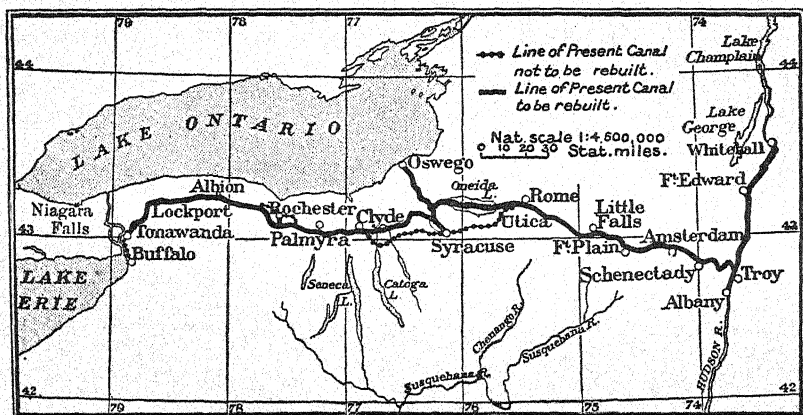 79
78
77
76
75
74
44
44
Lake
Champlain
Line of Present Canal
not to be rebuilt.
Line of Present Canal
to be rebuilt.
Nat. scale 1:4,500,000
0 10 20 30 Stat. miles.
LAKE ONTARIO
Lake
George
Whitehall
Oswego
Ft. Edward
Albion
Oneida
L.
Rome
Niagara
Falls
Lockport
Rochester
Clyde
Utica
Little
Falls
43
Tonawanda
Palmyra
Syracuse
Ft. Plain
Amsterdam
43
Buffalo
Schenectady
Troy
LAKE
ERIE
Seneca
L.
Catoga
L.
Albany
Chenango R.
Susquehana R.
Susquebana R.
HUDSON R.
42
42
79
78
77
76
75
74